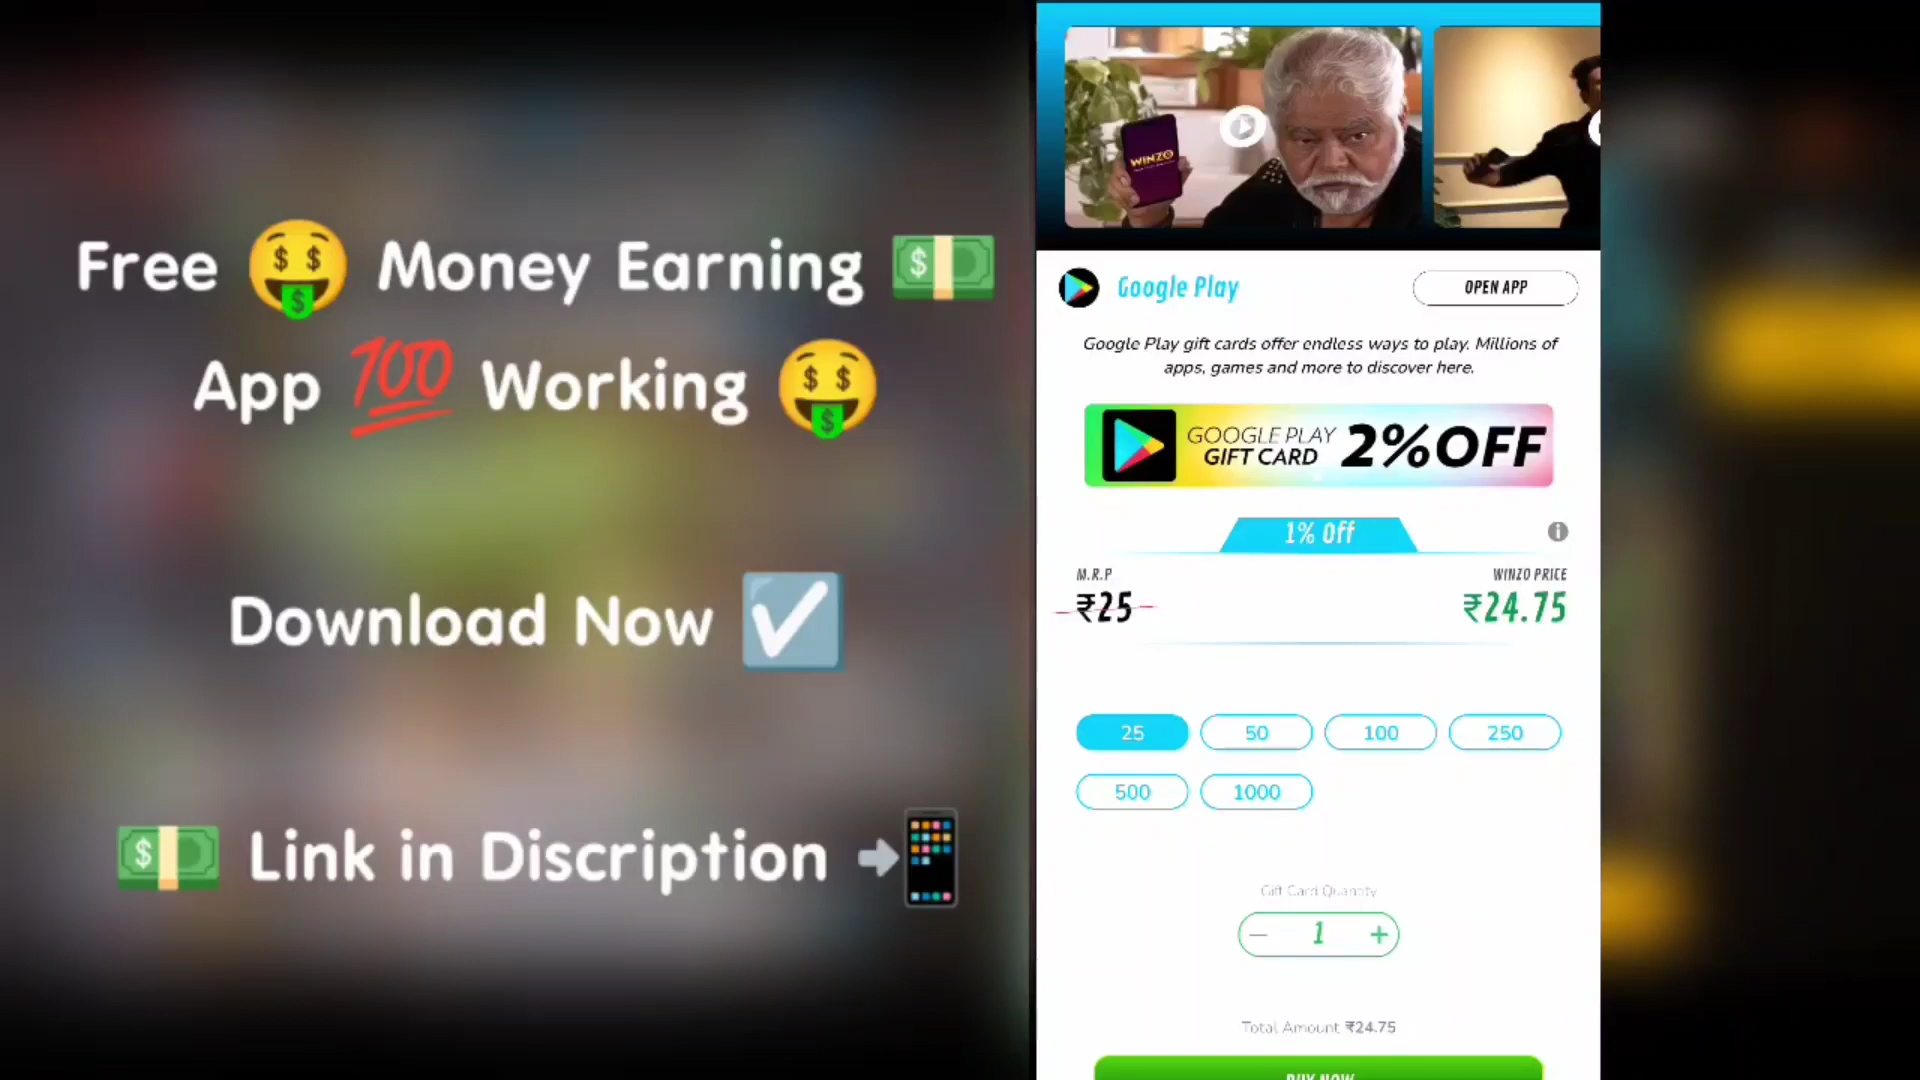 Free 🤑 Money Earning 💵
App 💯 Working 🤑
Download Now ☑️
💵 Link in Discription 📲
WINZO
Google Play
OPEN APP
Google Play gift cards offer endless ways to play. Millions of
apps, games and more to discover here.
GOOGLE PLAY
GIFT CARD
2%OFF
1% Off
M.R.P
WINZO PRICE
₹25
₹24.75
25
50
100
250
500
1000
Gift Card Quantity
1
Total Amount ₹24.75
BUY NOW